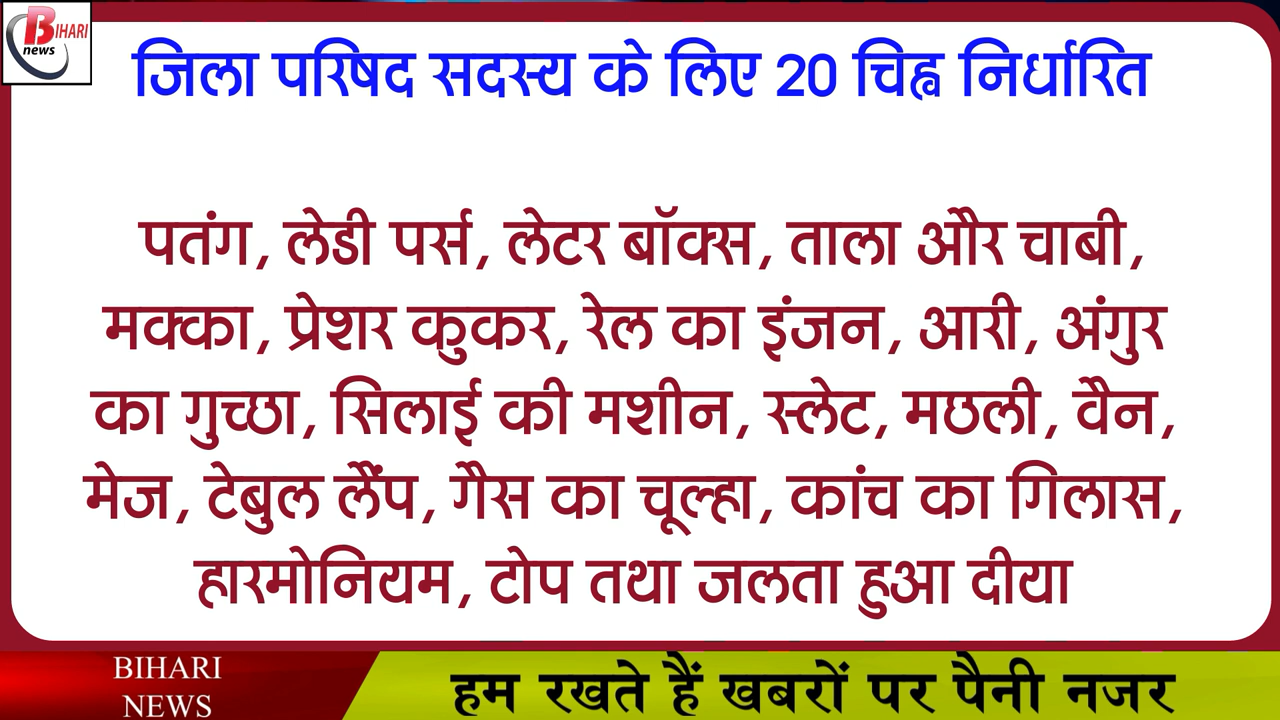 BIHARI
news
जिला परिषद सदस्य के लिए 20 चिह्न निर्धारित
पतंग, लेडी पर्स, लेटर बॉक्स, ताला और चाबी,
मक्का, प्रेशर कुकर, रेल का इंजन, आरी, अंगुर
का गुच्छा, सिलाई की मशीन, स्लेट, मछली, वैन,
मेज, टेबुल लैंप, गैस का चूल्हा, कांच का गिलास,
हारमोनियम, टोप तथा जलता हुआ दीया
BIHARI
NEWS
हम रखते हैं खबरों पर पैनी नजर